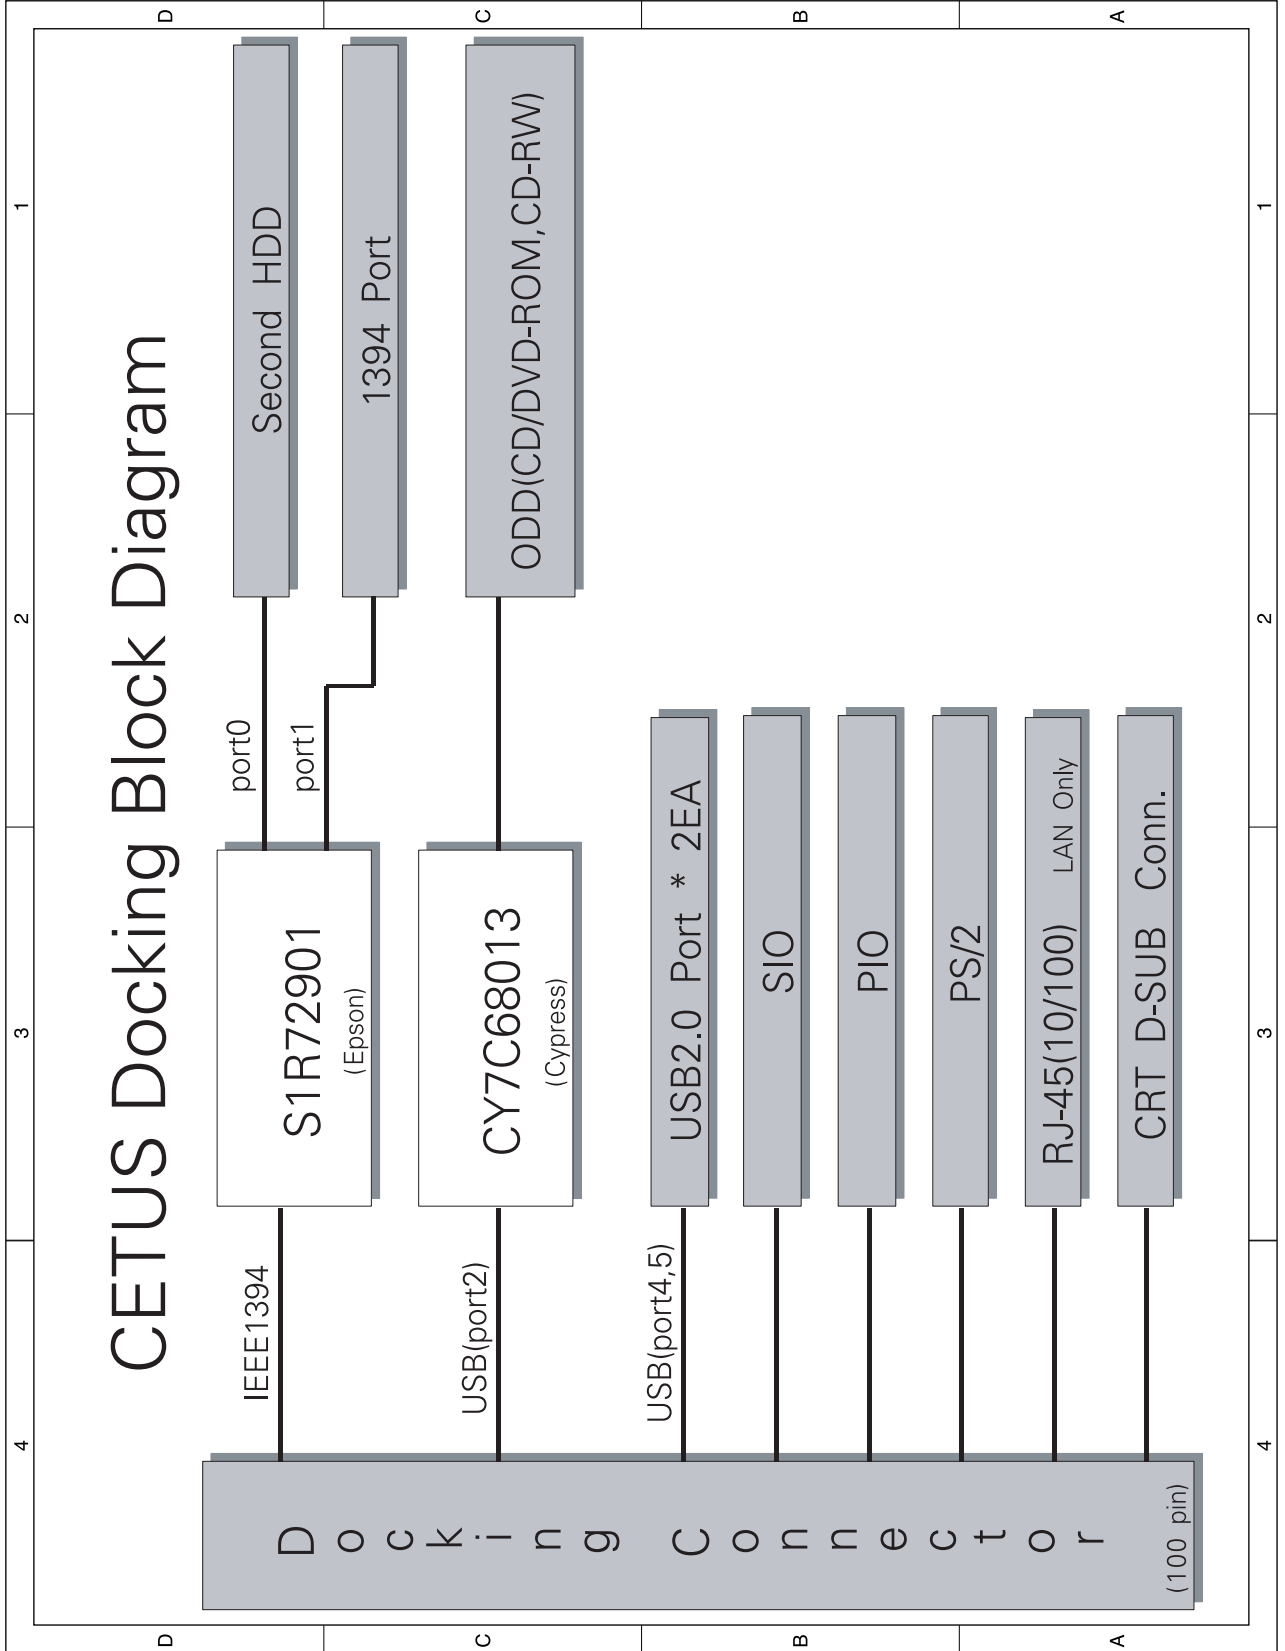 4 3 2 1
D D
CETUS Docking Block Diagram
IEEE1394
S1R72901
(Epson)
port0
Second HDD
port1
1394 Port
C C
USB(port2)
CY7C68013
(Cypress)
ODD(CD/DVD-ROM,CD-RW)
Docking Connector
(100 pin)
USB(port4,5)
USB2.0 Port * 2EA
B B
SIO
PIO
PS/2
RJ-45(10/100) LAN Only
A A
CRT D-SUB Conn.
4 3 2 1